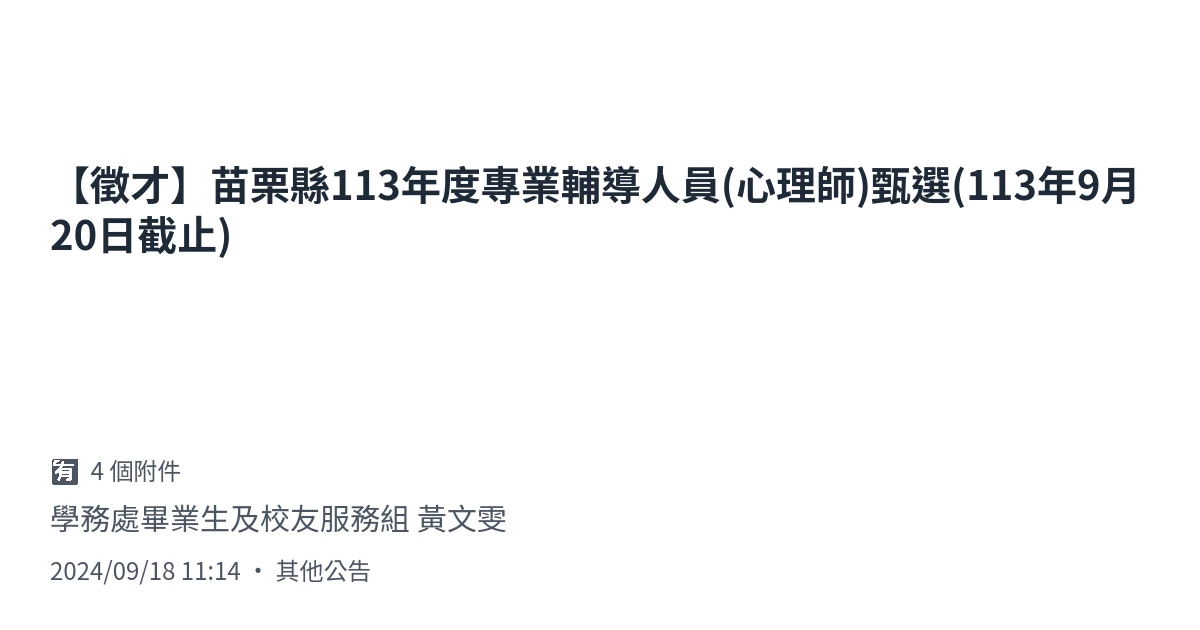 【徵才】苗栗縣113年度專業輔導人員(心理師)甄選(113年9月
20日截止)
🈶 4 個附件
學務處畢業生及校友服務組 黃文雯
2024/09/18 11:14 ・ 其他公告